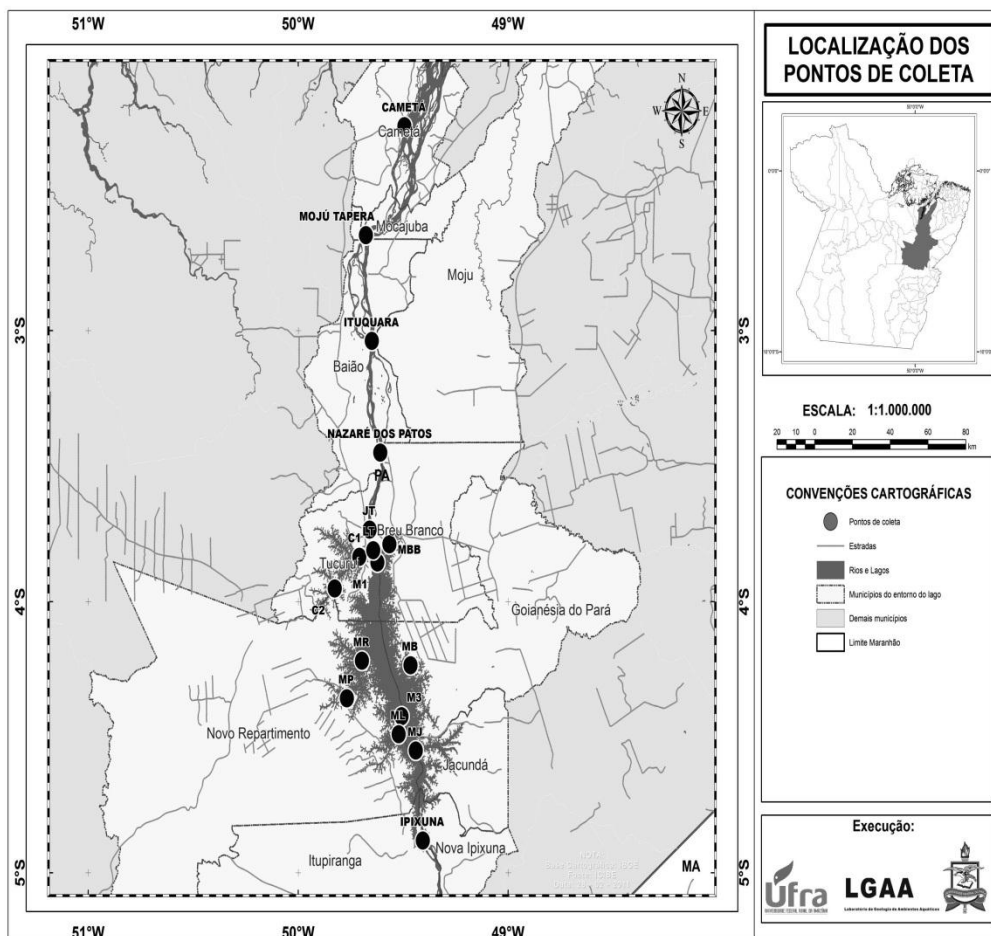 51°W 50°W 49°W
CAMETÁ
Cametá
MOJÚ TAPERA
Mocajuba
Moju
ITUQUARA
Baião
NAZARÉ DOS PATOS
PA
JT
Breu Branco
C1
MBB
Tucuruí
M1
C2
Goianésia do Pará
MR
MB
MP
M3
ML
MJ
Novo Repartimento
Jacundá
IPIXUNA
Nova Ipixuna
Itupiranga
MA
3°S 3°S
4°S 4°S
5°S 5°S
51°W 50°W 49°W
N
W E
S
LOCALIZAÇÃO DOS
PONTOS DE COLETA
ESCALA: 1:1.000.000
20 10 0 20 40 60 80
km
CONVENÇÕES CARTOGRÁFICAS
Pontos de coleta
Estradas
Rios e Lagos
Municípios do entorno do lago
Demais municípios
Limite Maranhão
Execução:
Ufra
LGAA